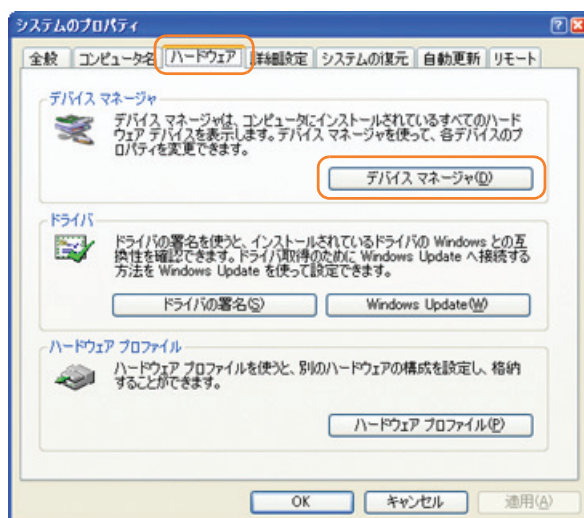 システムのプロパティ
全般 コンピュータ名 ハードウェア 詳細設定 システムの復元 自動更新 リモート
デバイス マネージャ
デバイス マネージャは、コンピュータにインストールされているすべてのハード
ウェア デバイスを表示します。デバイス マネージャを使って、各デバイスのプ
ロパティを変更できます。
デバイス マネージャ(D)
ドライバ
ドライバの署名を使うと、インストールされているドライバの Windows との互
換性を確認できます。ドライバ取得のために Windows Update へ接続する
方法を Windows Update を使って設定できます。
ドライバの署名(S) Windows Update(W)
ハードウェア プロファイル
ハードウェア プロファイルを使うと、別のハードウェアの構成を設定し、格納
することができます。
ハードウェア プロファイル(P)
OK キャンセル 適用(A)